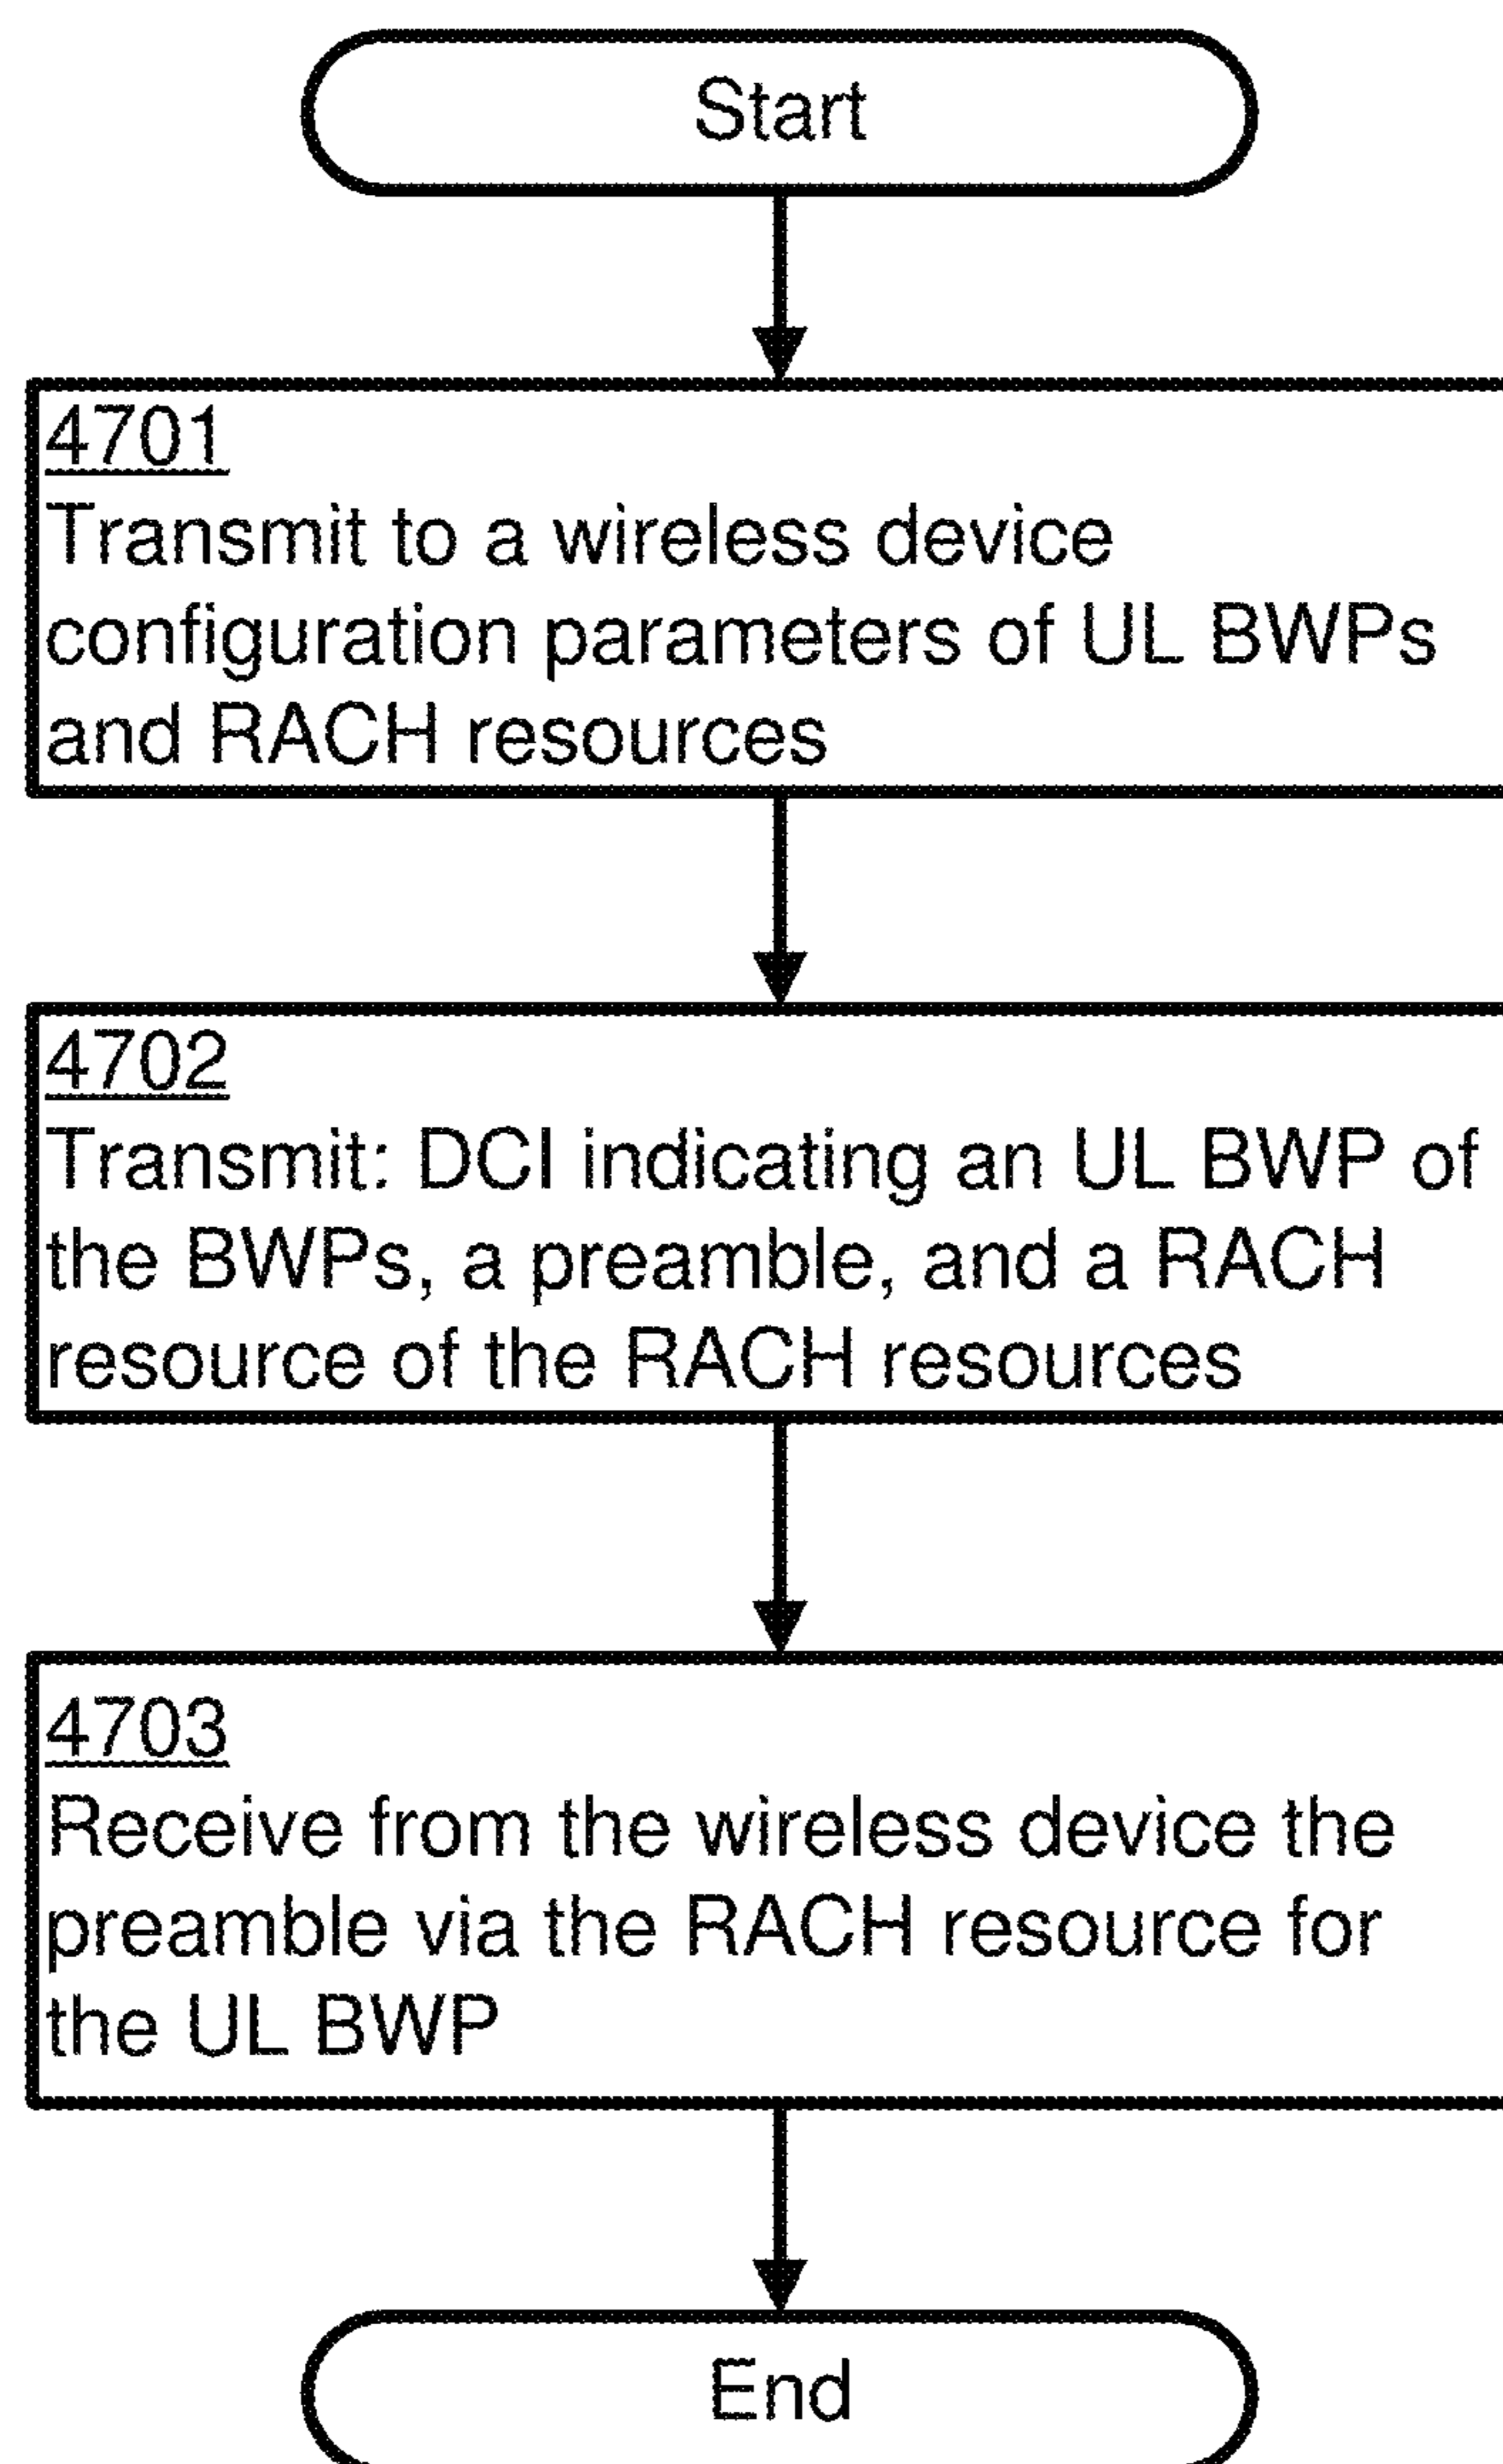 Start
4701
Transmit to a wireless device
configuration parameters of UL BWPs
and RACH resources
4702
Transmit: DCI indicating an UL BWP of
the BWPs, a preamble, and a RACH
resource of the RACH resources
4703
Receive from the wireless device the
preamble via the RACH resource for
the UL BWP
End